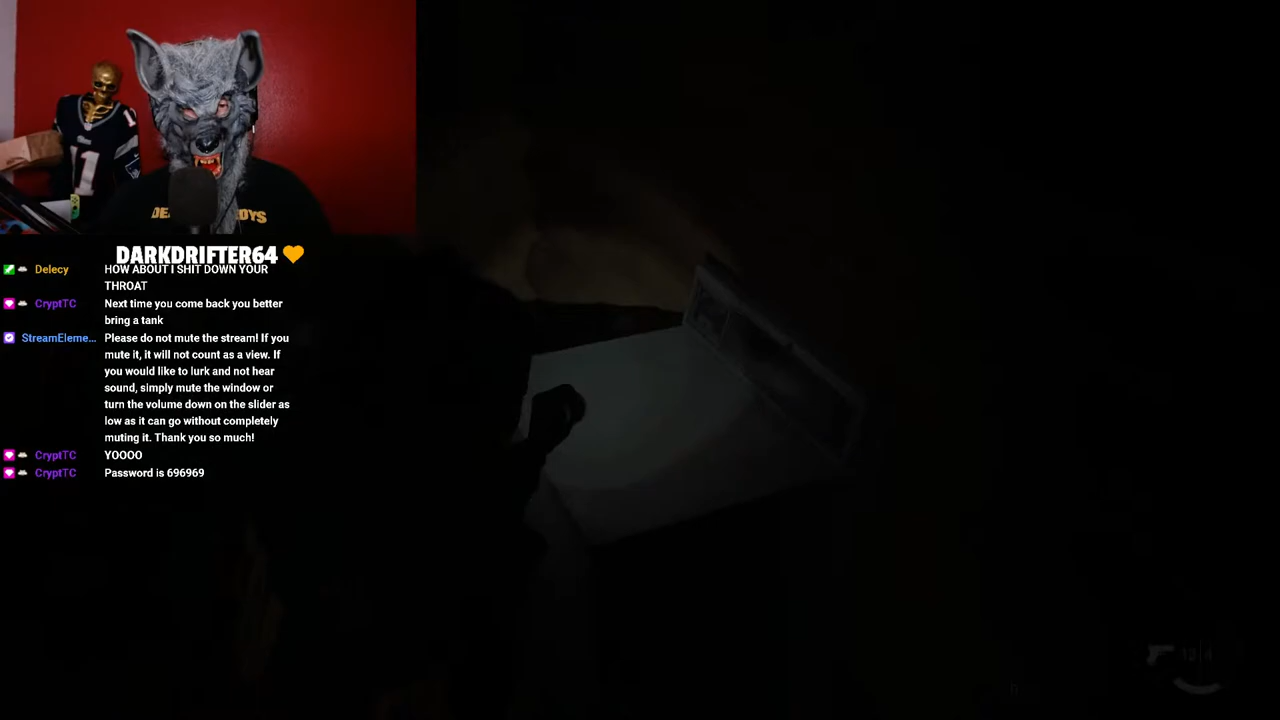 11
DARKDRIFTER64
Delecy HOW ABOUT I SHIT DOWN YOUR
THROAT
CryptTC Next time you come back you better
bring a tank
StreamEleme... Please do not mute the stream! If you
mute it, it will not count as a view. If
you would like to lurk and not hear
sound, simply mute the window or
turn the volume down on the slider as
low as it can go without completely
muting it. Thank you so much!
CryptTC YOOOO
CryptTC Password is 696969